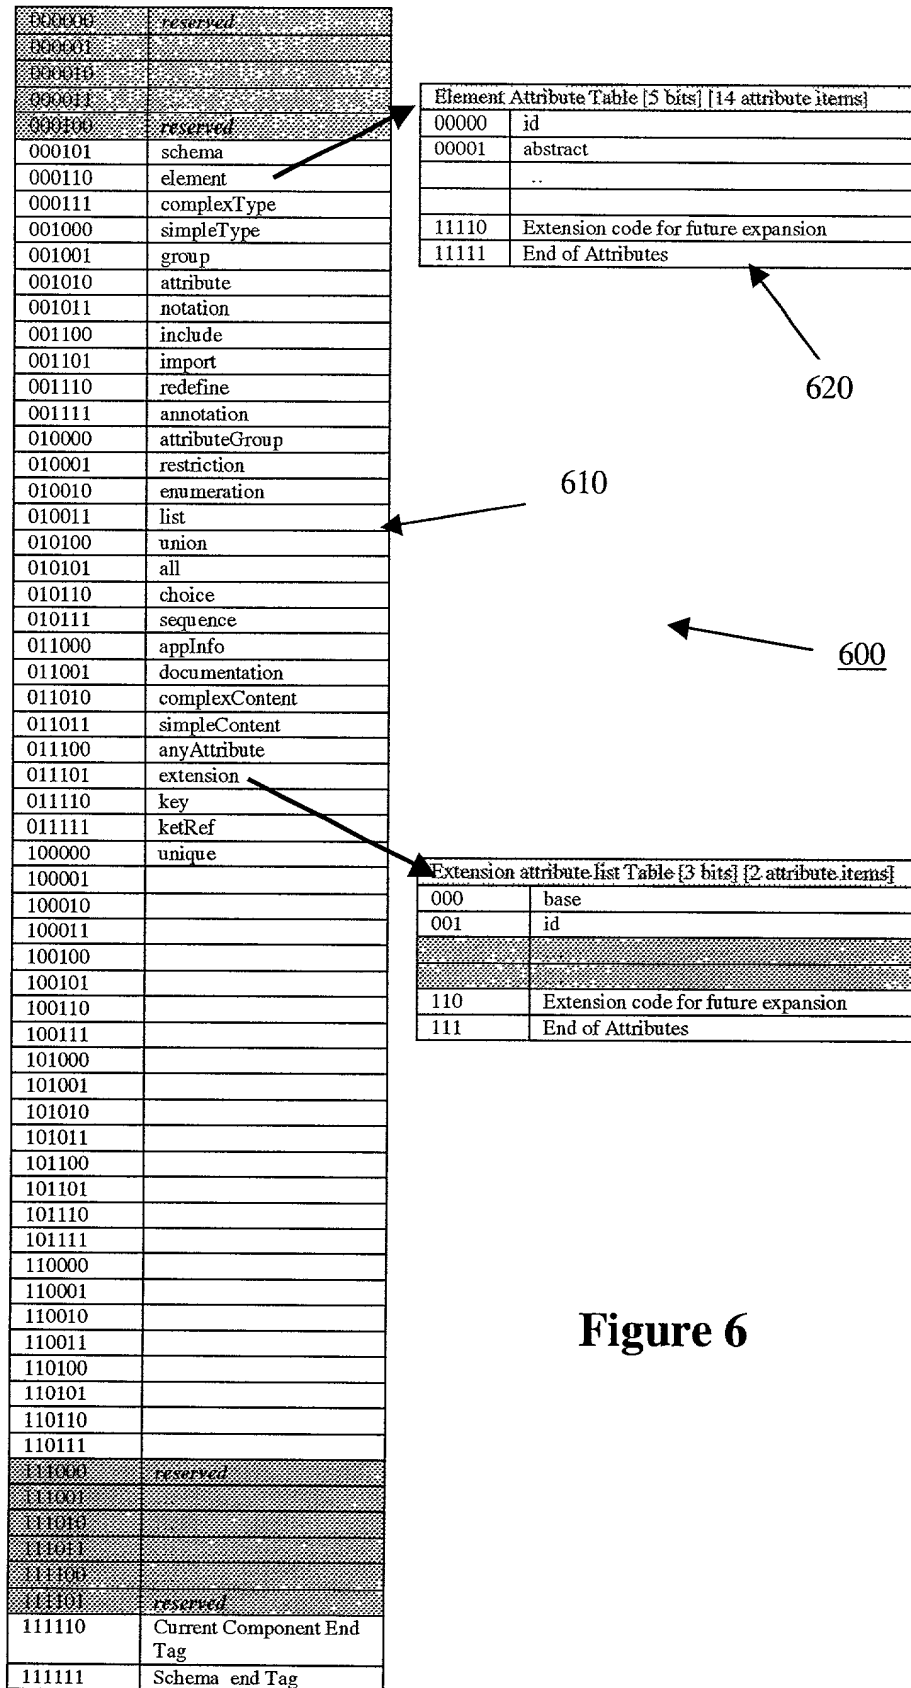 000000 reserved
000001
000010
000011
000100 reserved
000101 schema
000110 element
000111 complexType
001000 simpleType
001001 group
001010 attribute
001011 notation
001100 include
001101 import
001110 redefine
001111 annotation
010000 attributeGroup
010001 restriction
010010 enumeration
010011 list
010100 union
010101 all
010110 choice
010111 sequence
011000 appInfo
011001 documentation
011010 complexContent
011011 simpleContent
011100 anyAttribute
011101 extension
011110 key
011111 ketRef
100000 unique
100001
100010
100011
100100
100101
100110
100111
101000
101001
101010
101011
101100
101101
101110
101111
110000
110001
110010
110011
110100
110101
110110
110111
111000 reserved
111001
111010
111011
111100
111101 reserved
111110 Current Component End
Tag
111111 Schema end Tag
Element Attribute Table [5 bits] [14 attribute items]
00000 id
00001 abstract
..
11110 Extension code for future expansion
11111 End of Attributes
620
610
600
Extension attribute list Table [3 bits] [2 attribute items]
000 base
001 id
110 Extension code for future expansion
111 End of Attributes
Figure 6